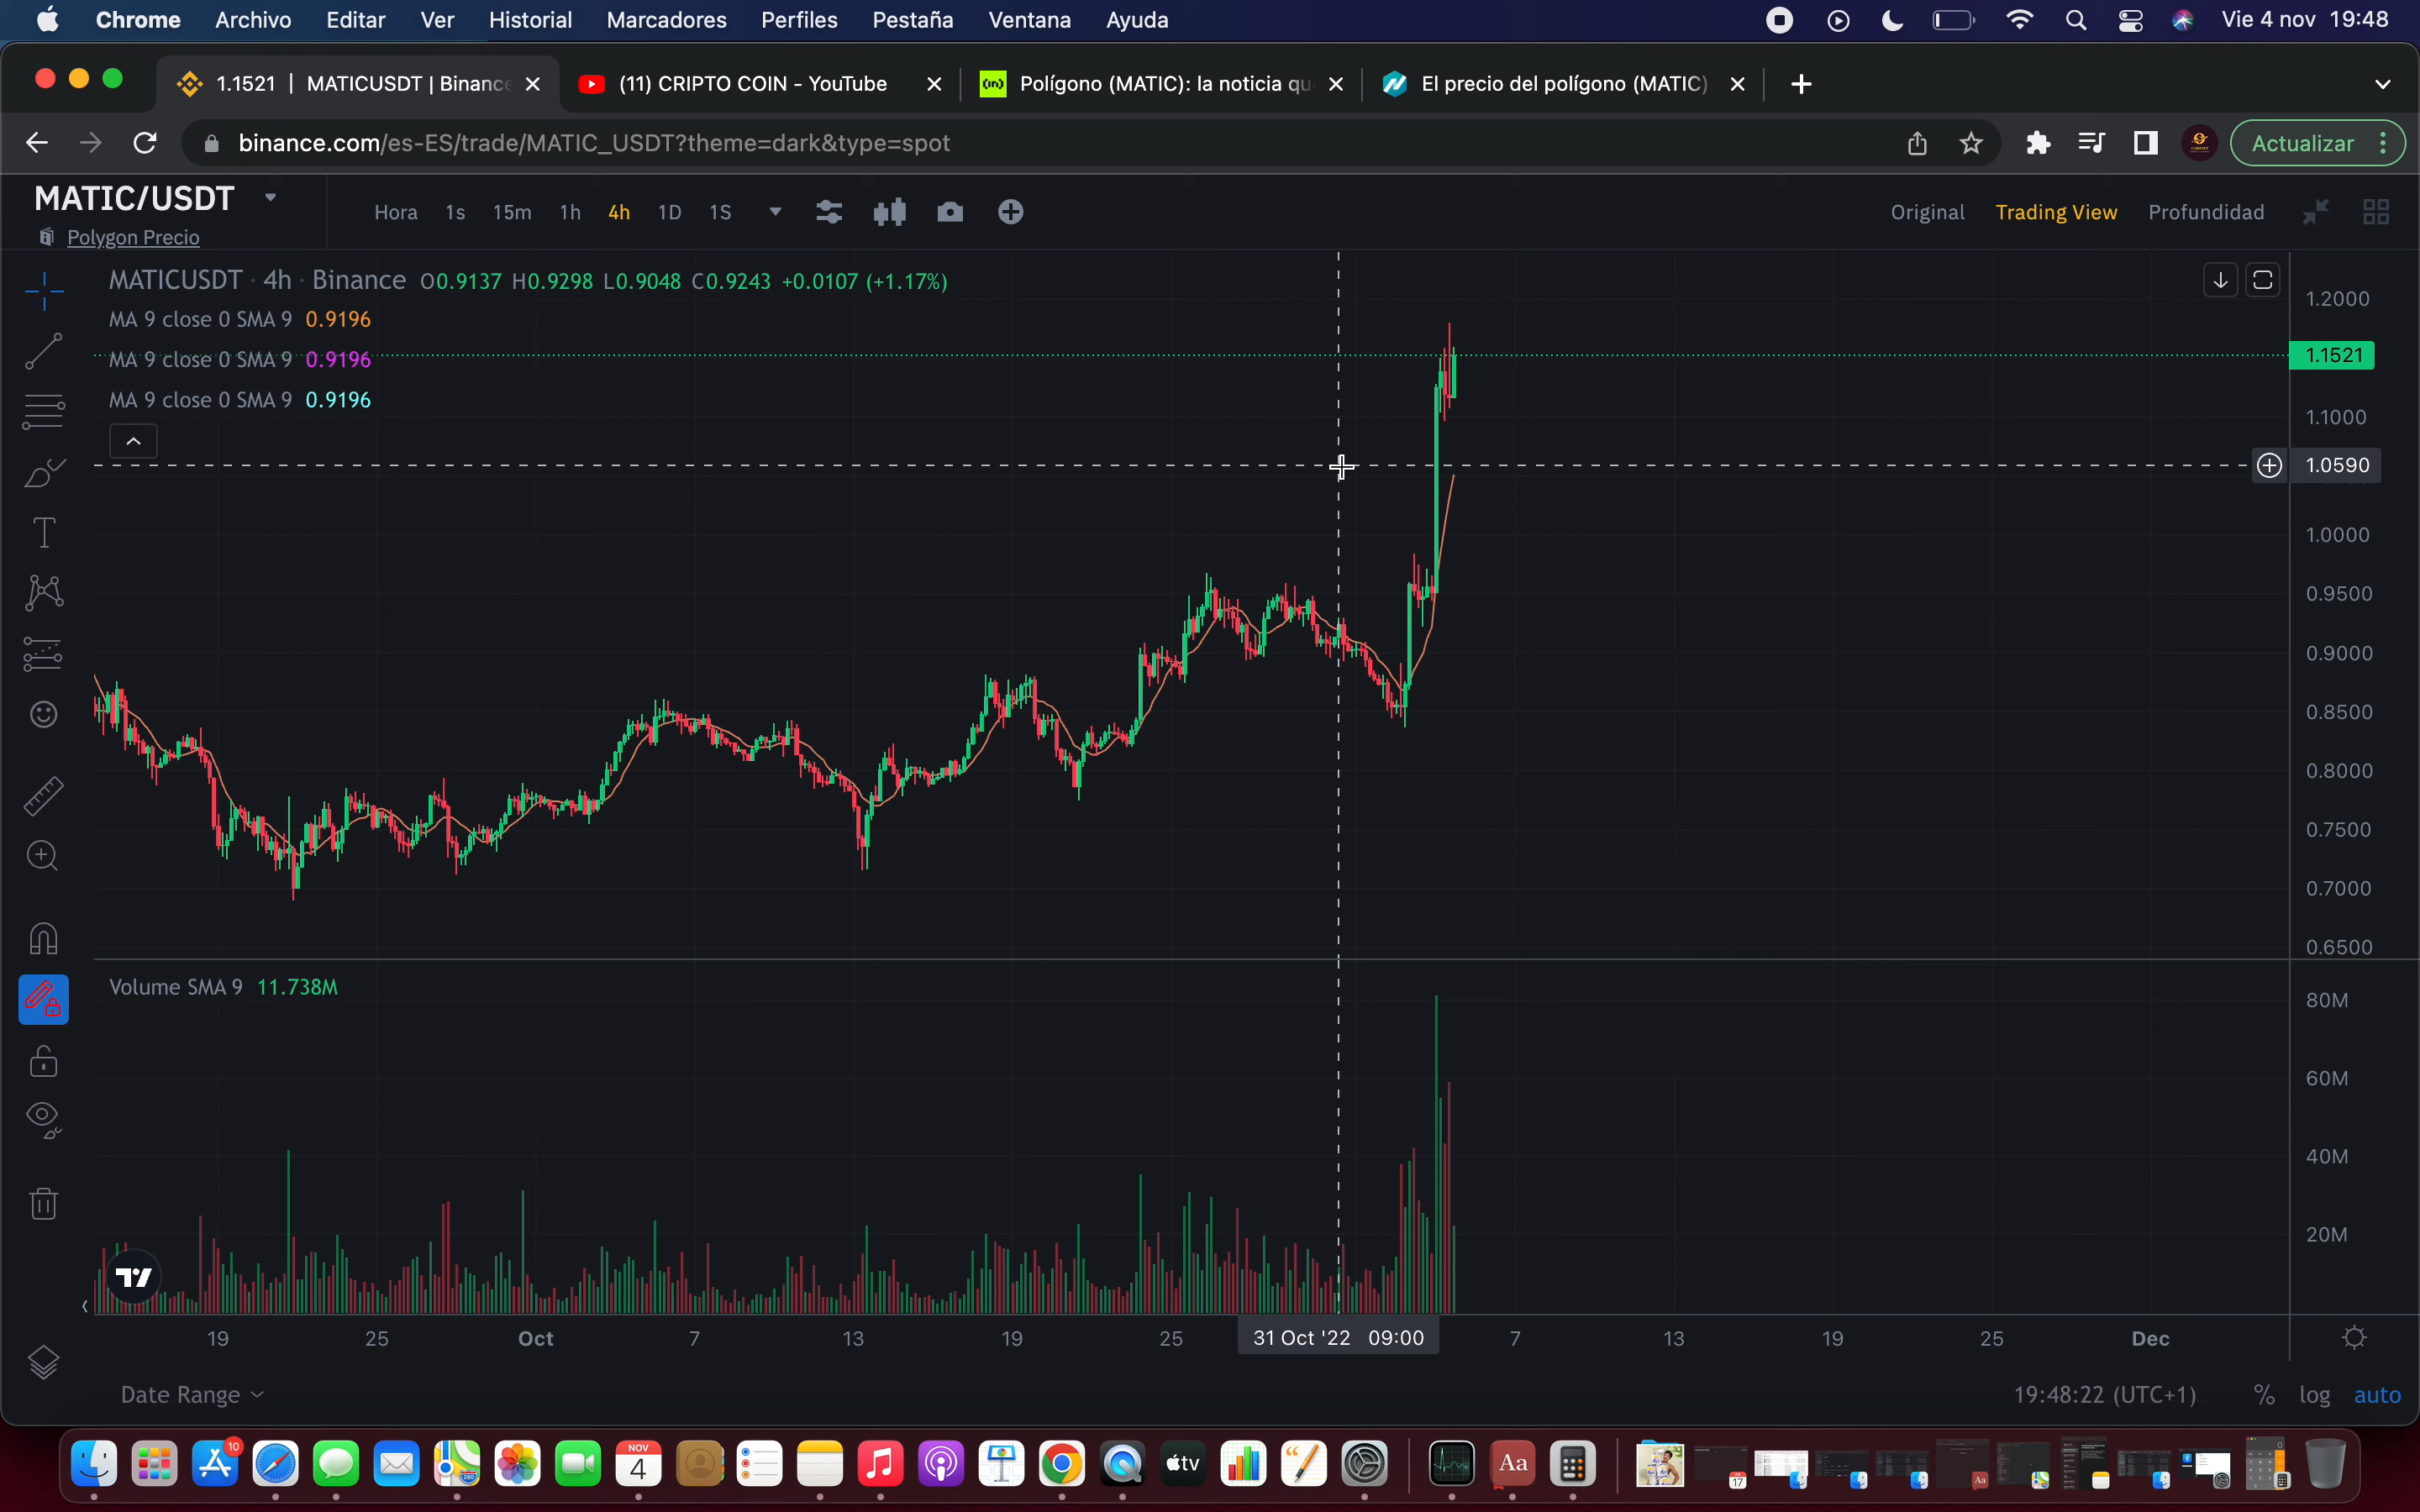 Chrome Archivo Editar Ver Historial Marcadores Perfiles Pestaña Ventana Ayuda Vie 4 nov 19:48
1.1521 | MATICUSDT | Binance (11) CRIPTO COIN - YouTube Polígono (MATIC): la noticia qu El precio del polígono (MATIC)
binance.com/es-ES/trade/MATIC_USDT?theme=dark&type=spot Actualizar
MATIC/USDT
Polygon Precio
Hora 1s 15m 1h 4h 1D 1S Original Trading View Profundidad
MATICUSDT · 4h · Binance O0.9137 H0.9298 L0.9048 C0.9243 +0.0107 (+1.17%)
MA 9 close 0 SMA 9 0.9196
MA 9 close 0 SMA 9 0.9196
MA 9 close 0 SMA 9 0.9196
1.2000
1.1521
1.1000
1.0590
1.0000
0.9500
0.9000
0.8500
0.8000
0.7500
0.7000
0.6500
Volume SMA 9 11.738M
80M
60M
40M
20M
19 25 Oct 7 13 19 25 31 Oct '22 09:00 7 13 19 25 Dec
Date Range 19:48:22 (UTC+1) % log auto
10
280
NOV
4
tv
Aa
17